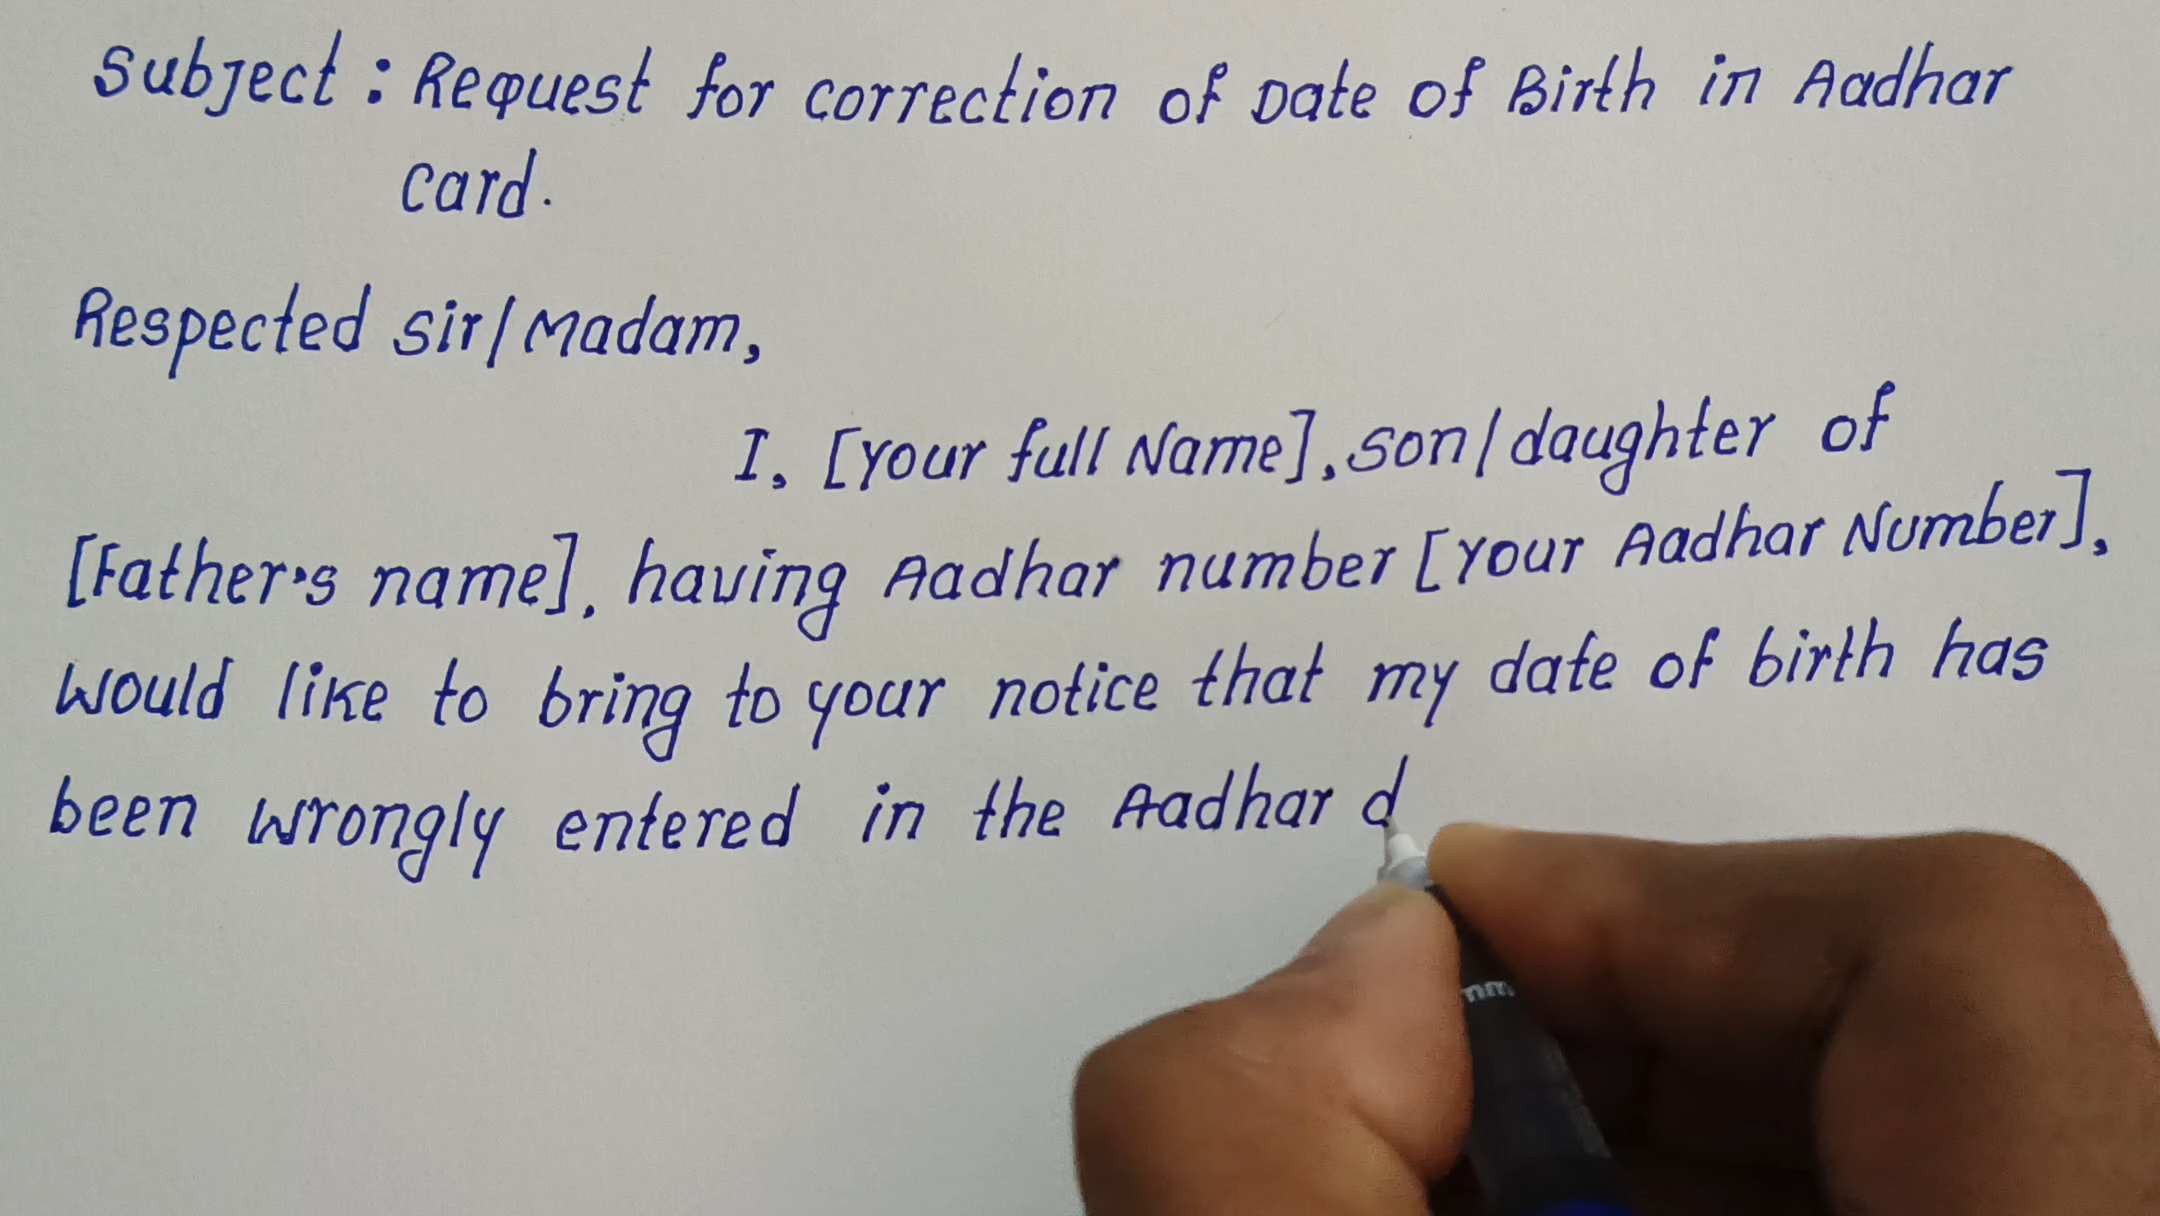 Subject : Request for correction of Date of Birth in Aadhar
card.
Respected sir/Madam,
I, [Your full Name], son/daughter of
[Father's name], having Aadhar number [Your Aadhar Number],
would like to bring to your notice that my date of birth has
been wrongly entered in the Aadhar d
nm